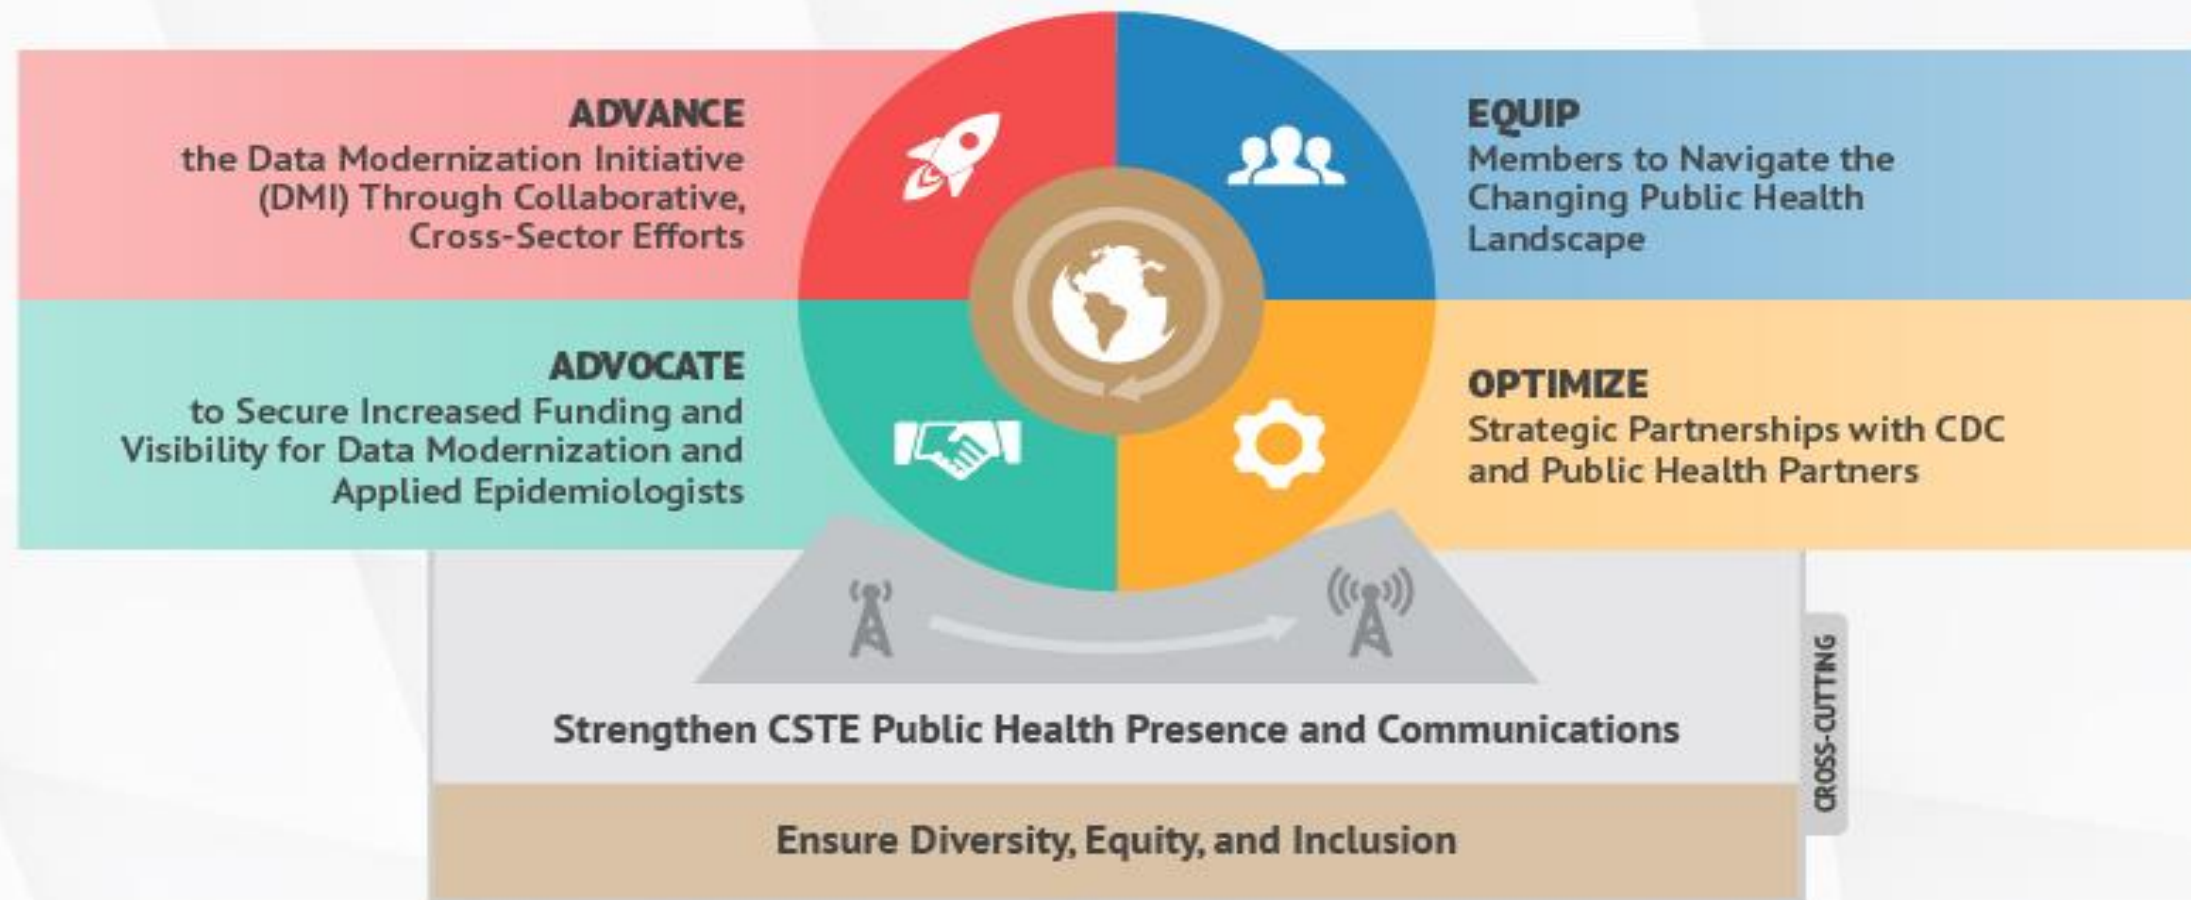 ADVANCE
the Data Modernization Initiative
(DMI) Through Collaborative,
Cross-Sector Efforts
EQUIP
Members to Navigate the
Changing Public Health
Landscape
ADVOCATE
to Secure Increased Funding and
Visibility for Data Modernization and
Applied Epidemiologists
OPTIMIZE
Strategic Partnerships with CDC
and Public Health Partners
Strengthen CSTE Public Health Presence and Communications
Ensure Diversity, Equity, and Inclusion
CROSS-CUTTING